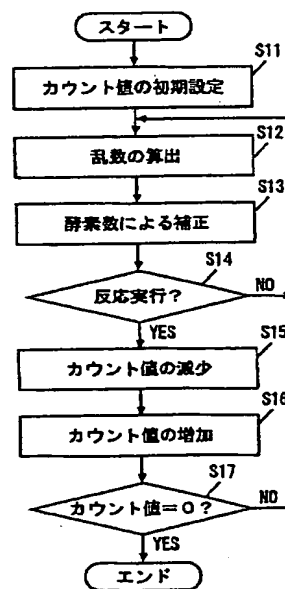 スタート
S11
カウント値の初期設定
S12
乱数の算出
S13
酵素数による補正
S14
反応実行?
NO
YES
S15
カウント値の減少
S16
カウント値の増加
S17
カウント値=0?
NO
YES
エンド